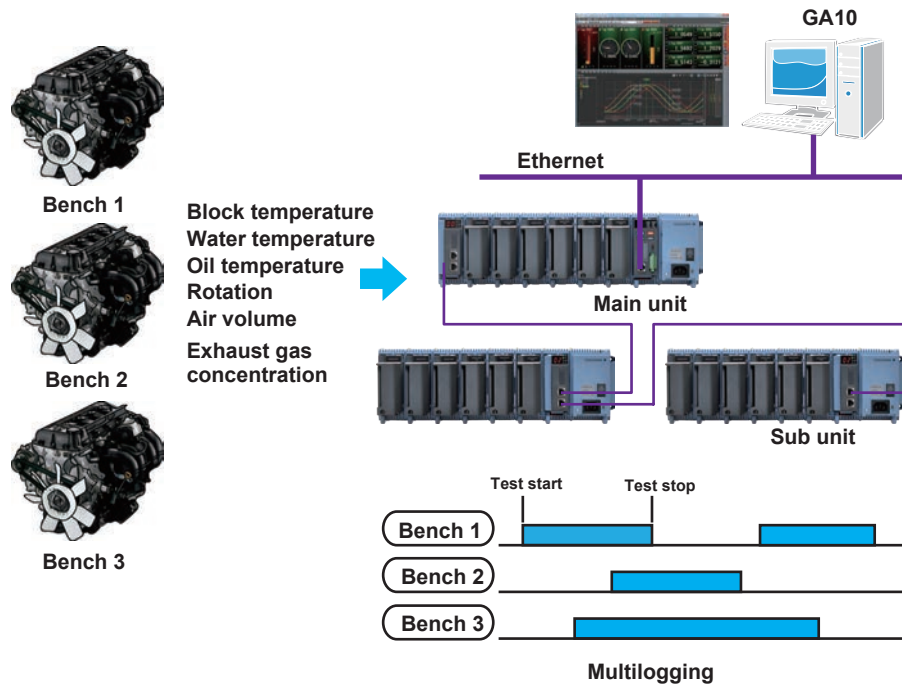 GA10
Ethernet
Bench 1
Block temperature
Water temperature
Oil temperature
Rotation
Air volume
Exhaust gas
concentration
Main unit
Bench 2
Sub unit
Bench 3
Test start
Test stop
Bench 1
Bench 2
Bench 3
Multilogging